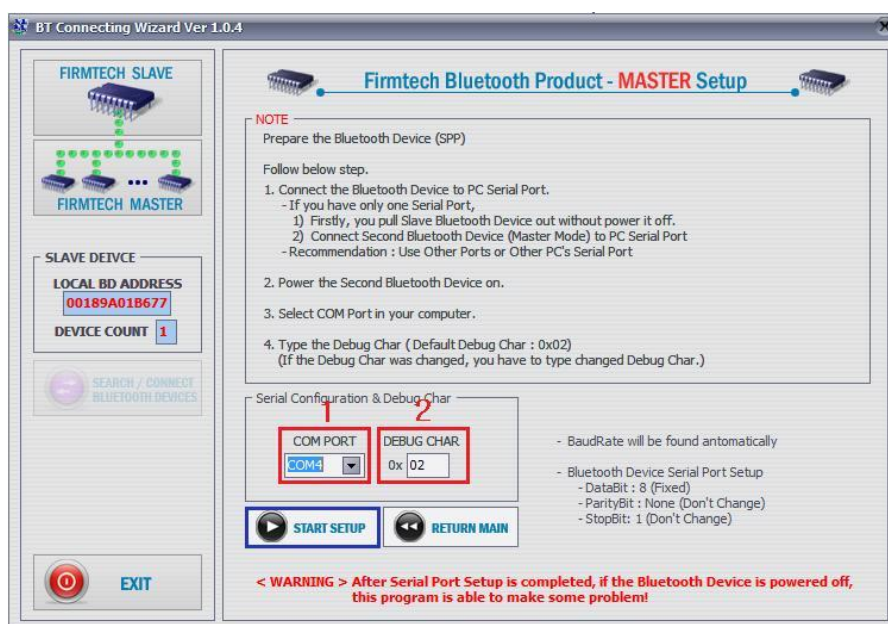 BT Connecting Wizard Ver 1.0.4
FIRMTECH SLAVE
FIRMTECH MASTER
SLAVE DEIVCE
LOCAL BD ADDRESS
00189A01B677
DEVICE COUNT 1
SEARCH / CONNECT
BLUETOOTH DEVICES
EXIT
Firmtech Bluetooth Product - MASTER Setup
NOTE
Prepare the Bluetooth Device (SPP)
Follow below step.
1. Connect the Bluetooth Device to PC Serial Port.
- If you have only one Serial Port,
1) Firstly, you pull Slave Bluetooth Device out without power it off.
2) Connect Second Bluetooth Device (Master Mode) to PC Serial Port
- Recommendation : Use Other Ports or Other PC's Serial Port
2. Power the Second Bluetooth Device on.
3. Select COM Port in your computer.
4. Type the Debug Char ( Default Debug Char : 0x02)
(If the Debug Char was changed, you have to type changed Debug Char.)
Serial Configuration & Debug Char
1 2
COM PORT DEBUG CHAR
COM4 0x 02
START SETUP RETURN MAIN
- BaudRate will be found antomatically
- Bluetooth Device Serial Port Setup
- DataBit : 8 (Fixed)
- ParityBit : None (Don't Change)
- StopBit: 1 (Don't Change)
< WARNING > After Serial Port Setup is completed, if the Bluetooth Device is powered off,
this program is able to make some problem!